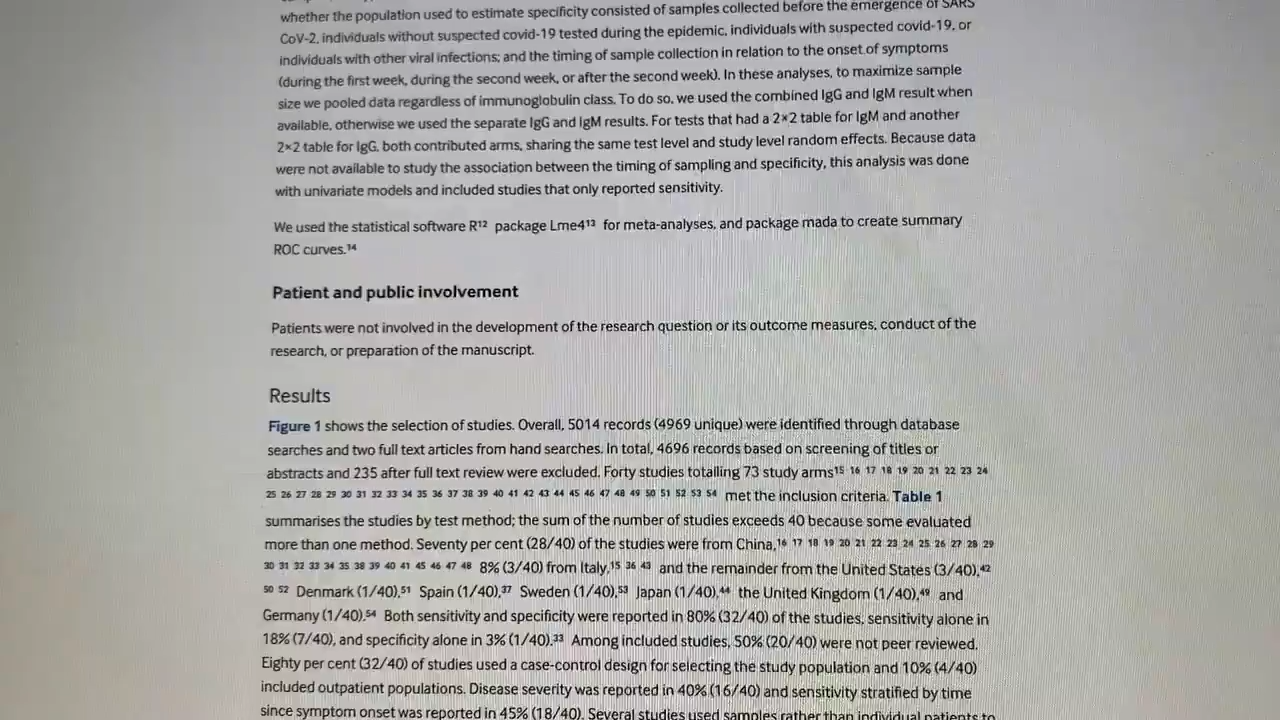 whether the population used to estimate specificity consisted of samples collected before the emergence of SARS
CoV-2, individuals without suspected covid-19 tested during the epidemic, individuals with suspected covid-19, or
individuals with other viral infections; and the timing of sample collection in relation to the onset of symptoms
(during the first week, during the second week, or after the second week). In these analyses, to maximize sample
size we pooled data regardless of immunoglobulin class. To do so, we used the combined IgG and IgM result when
available, otherwise we used the separate IgG and IgM results. For tests that had a 2×2 table for IgM and another
2×2 table for IgG, both contributed arms, sharing the same test level and study level random effects. Because data
were not available to study the association between the timing of sampling and specificity, this analysis was done
with univariate models and included studies that only reported sensitivity.
We used the statistical software R¹² package Lme4¹³ for meta-analyses, and package mada to create summary
ROC curves.¹⁴
Patient and public involvement
Patients were not involved in the development of the research question or its outcome measures, conduct of the
research, or preparation of the manuscript.
Results
Figure 1 shows the selection of studies. Overall, 5014 records (4969 unique) were identified through database
searches and two full text articles from hand searches. In total, 4696 records based on screening of titles or
abstracts and 235 after full text review were excluded. Forty studies totalling 73 study arms¹⁵ ¹⁶ ¹⁷ ¹⁸ ¹⁹ ²⁰ ²¹ ²² ²³ ²⁴
²⁵ ²⁶ ²⁷ ²⁸ ²⁹ ³⁰ ³¹ ³² ³³ ³⁴ ³⁵ ³⁶ ³⁷ ³⁸ ³⁹ ⁴⁰ ⁴¹ ⁴² ⁴³ ⁴⁴ ⁴⁵ ⁴⁶ ⁴⁷ ⁴⁸ ⁴⁹ ⁵⁰ ⁵¹ ⁵² ⁵³ ⁵⁴ met the inclusion criteria. Table 1
summarises the studies by test method; the sum of the number of studies exceeds 40 because some evaluated
more than one method. Seventy per cent (28/40) of the studies were from China,¹⁶ ¹⁷ ¹⁸ ¹⁹ ²⁰ ²¹ ²² ²³ ²⁴ ²⁵ ²⁶ ²⁷ ²⁸ ²⁹
³⁰ ³¹ ³² ³³ ³⁴ ³⁵ ³⁸ ³⁹ ⁴⁰ ⁴¹ ⁴⁵ ⁴⁶ ⁴⁷ ⁴⁸ 8% (3/40) from Italy,¹⁵ ³⁶ ⁴³ and the remainder from the United States (3/40),⁴²
⁵⁰ ⁵² Denmark (1/40),⁵¹ Spain (1/40),³⁷ Sweden (1/40),⁵³ Japan (1/40),⁴⁴ the United Kingdom (1/40),⁴⁹ and
Germany (1/40).⁵⁴ Both sensitivity and specificity were reported in 80% (32/40) of the studies, sensitivity alone in
18% (7/40), and specificity alone in 3% (1/40).³³ Among included studies, 50% (20/40) were not peer reviewed.
Eighty per cent (32/40) of studies used a case-control design for selecting the study population and 10% (4/40)
included outpatient populations. Disease severity was reported in 40% (16/40) and sensitivity stratified by time
since symptom onset was reported in 45% (18/40). Several studies used samples rather than individual patients to